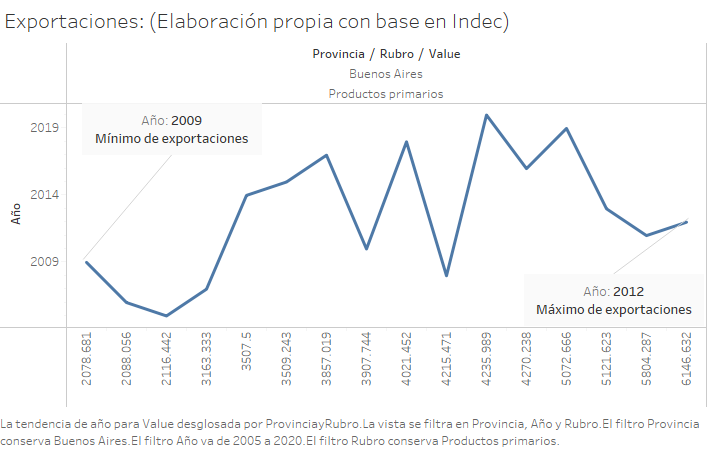 Exportaciones: (Elaboración propia con base en Indec)
Provincia / Rubro / Value
Buenos Aires
Productos primarios
Año: 2009
Mínimo de exportaciones
2019
2014
2009
Año
Año: 2012
Máximo de exportaciones
2078.681
2088.056
2116.442
3163.333
3507.5
3509.243
3857.019
3907.744
4021.452
4215.471
4235.989
4270.238
5072.666
5121.623
5804.287
6146.632
La tendencia de año para Value desglosada por ProvinciayRubro.La vista se filtra en Provincia, Año y Rubro.El filtro Provincia
conserva Buenos Aires.El filtro Año va de 2005 a 2020.El filtro Rubro conserva Productos primarios.